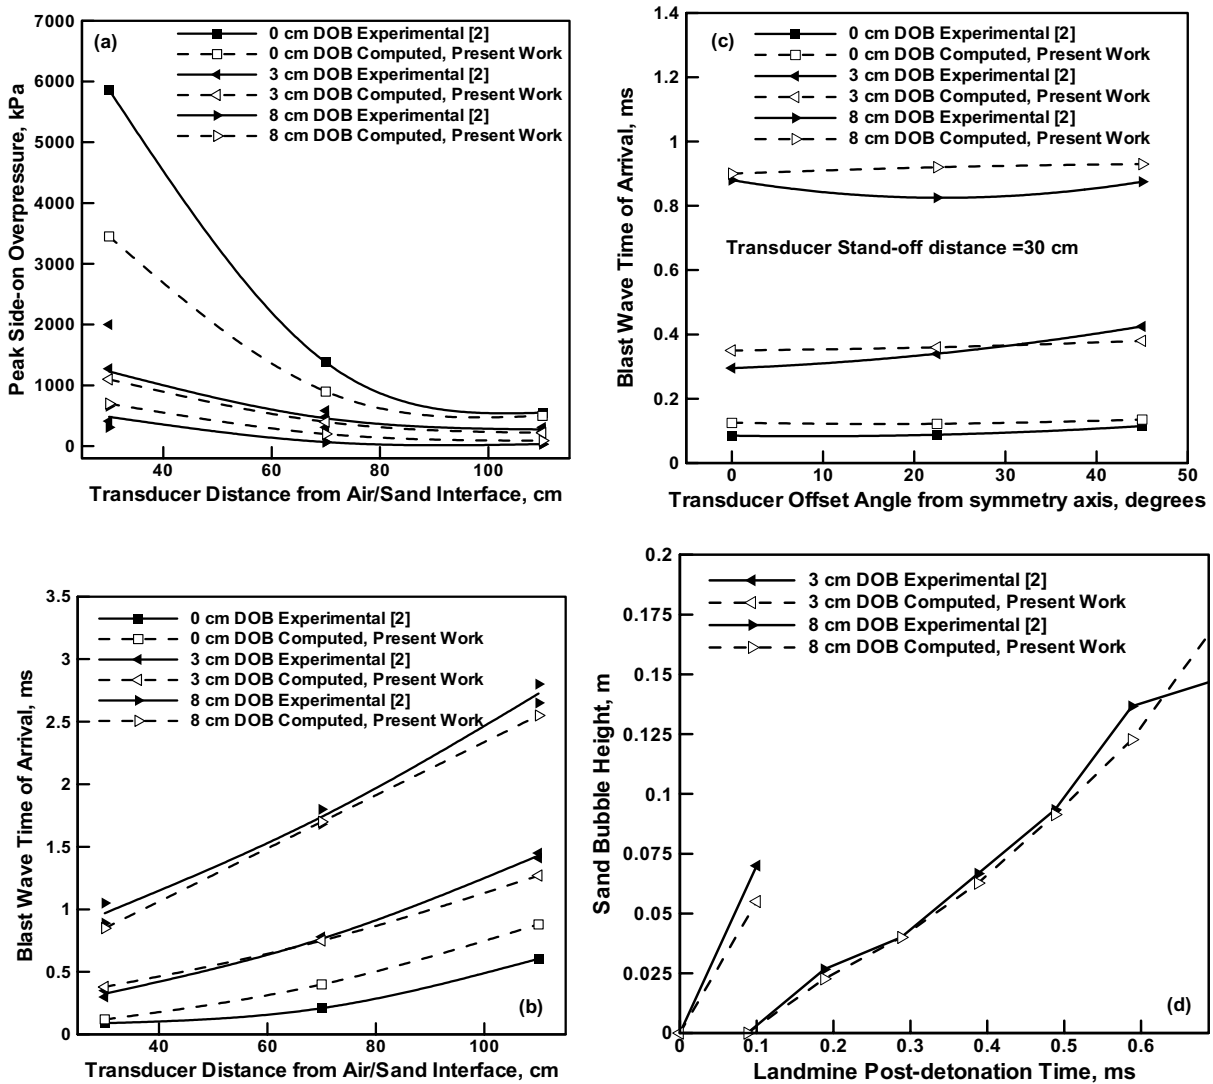 (a)
0 cm DOB Experimental [2]
0 cm DOB Computed, Present Work
3 cm DOB Experimental [2]
3 cm DOB Computed, Present Work
8 cm DOB Experimental [2]
8 cm DOB Computed, Present Work
7000
6000
5000
4000
3000
2000
1000
0
Peak Side-on Overpressure, kPa
40
60
80
100
Transducer Distance from Air/Sand Interface, cm
(c)
0 cm DOB Experimental [2]
0 cm DOB Computed, Present Work
3 cm DOB Experimental [2]
3 cm DOB Computed, Present Work
8 cm DOB Experimental [2]
8 cm DOB Computed, Present Work
1.4
1.2
1
0.8
0.6
0.4
0.2
0
Blast Wave Time of Arrival, ms
Transducer Stand-off distance =30 cm
0
10
20
30
40
50
Transducer Offset Angle from symmetry axis, degrees
3.5
3
2.5
2
1.5
1
0.5
0
Blast Wave Time of Arrival, ms
0 cm DOB Experimental [2]
0 cm DOB Computed, Present Work
3 cm DOB Experimental [2]
3 cm DOB Computed, Present Work
8 cm DOB Experimental [2]
8 cm DOB Computed, Present Work
(b)
40
60
80
100
Transducer Distance from Air/Sand Interface, cm
0.2
0.175
0.15
0.125
0.1
0.075
0.05
0.025
0
Sand Bubble Height, m
3 cm DOB Experimental [2]
3 cm DOB Computed, Present Work
8 cm DOB Experimental [2]
8 cm DOB Computed, Present Work
(d)
0
0.1
0.2
0.3
0.4
0.5
0.6
Landmine Post-detonation Time, ms